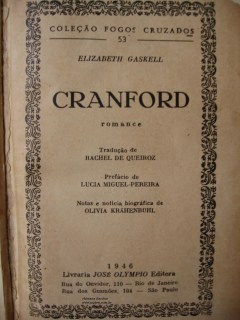 COLEÇÃO FOGOS CRUZADOS
53
ELIZABETH GASKELL
CRANFORD
romance
Tradução de
RACHEL DE QUEIROZ
Prefácio de
LUCIA MIGUEL-PEREIRA
Notas e notícia biográfica de
OLIVIA KRÄHENBUHL
1946
Livraria JOSÉ OLYMPIO Editora
Rua do Ouvidor, 110 — Rio de Janeiro
Rua dos Gusmões, 104 — São Paulo